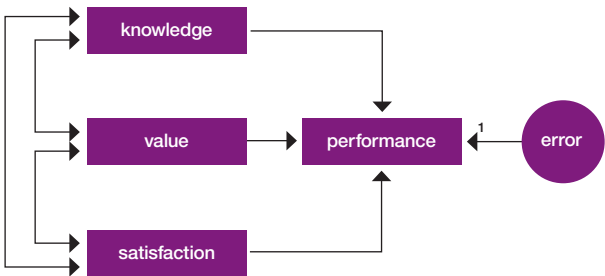 knowledge
value
performance
1
error
satisfaction